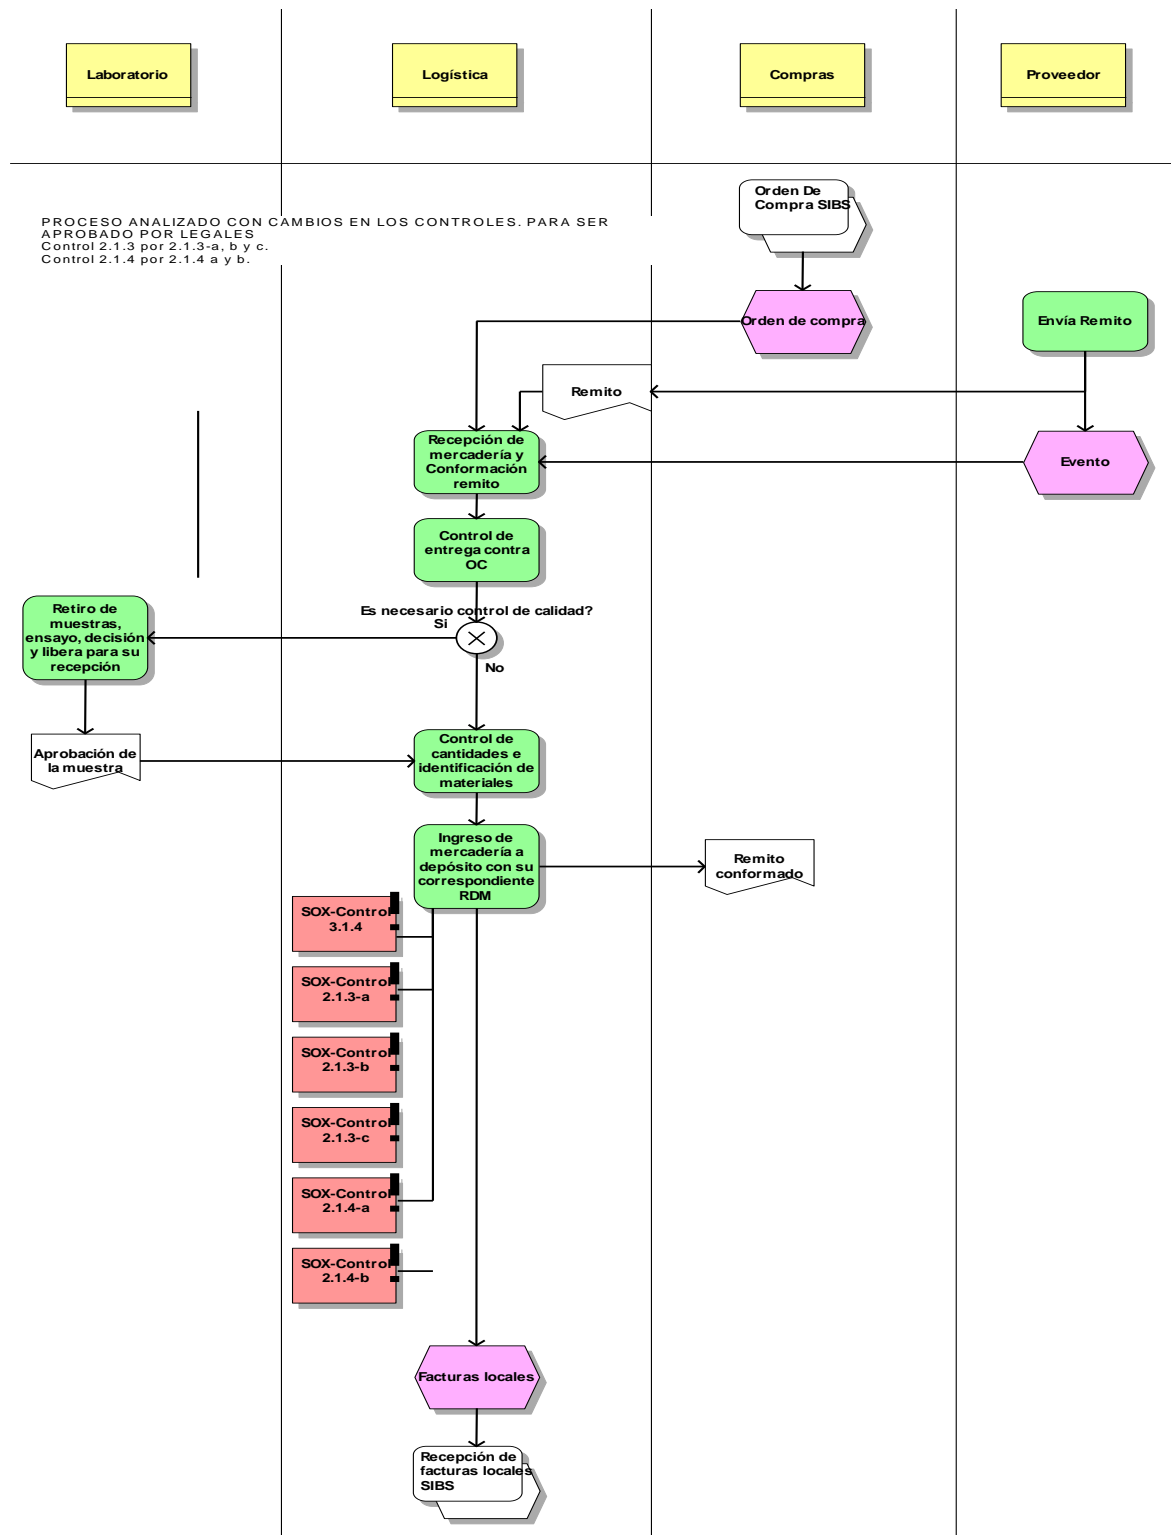 Laboratorio
Logística
Compras
Proveedor
Orden De
Compra SIBS
PROCESO ANALIZADO CON CAMBIOS EN LOS CONTROLES. PARA SER
APROBADO POR LEGALES
Control 2.1.3 por 2.1.3-a, b y c.
Control 2.1.4 por 2.1.4 a y b.
Orden de compra
Envía Remito
Remito
Recepción de
mercadería y
Conformación
remito
Evento
Control de
entrega contra
OC
Es necesario control de calidad?
Si
No
Retiro de
muestras,
ensayo, decisión
y libera para su
recepción
Aprobación de
la muestra
Control de
cantidades e
identificación de
materiales
Ingreso de
mercadería a
depósito con su
correspondiente
RDM
Remito
conformado
SOX-Control
3.1.4
SOX-Control
2.1.3-a
SOX-Control
2.1.3-b
SOX-Control
2.1.3-c
SOX-Control
2.1.4-a
SOX-Control
2.1.4-b
Facturas locales
Recepción de
facturas locales
SIBS